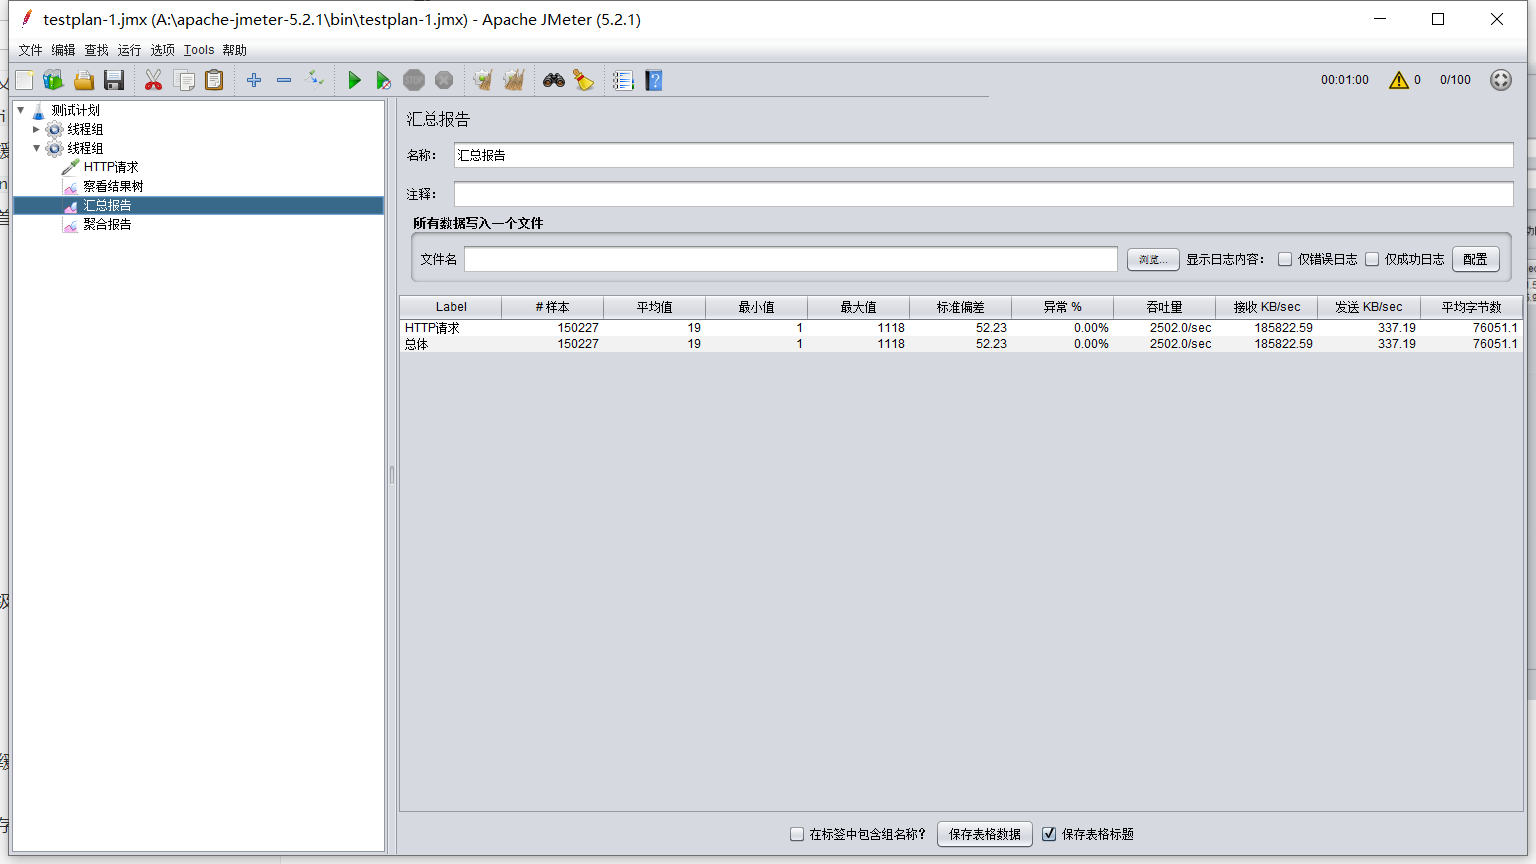 testplan-1.jmx (A:\apache-jmeter-5.2.1\bin\testplan-1.jmx) - Apache JMeter (5.2.1)
文件 编辑 查找 运行 选项 Tools 帮助
STOP 00:01:00 0 0/100
测试计划
线程组
线程组
HTTP请求
察看结果树
汇总报告
聚合报告
汇总报告
名称: 汇总报告
注释:
所有数据写入一个文件
文件名 浏览... 显示日志内容: 仅错误日志 仅成功日志 配置
Label # 样本 平均值 最小值 最大值 标准偏差 异常 % 吞吐量 接收 KB/sec 发送 KB/sec 平均字节数
HTTP请求 150227 19 1 1118 52.23 0.00% 2502.0/sec 185822.59 337.19 76051.1
总体 150227 19 1 1118 52.23 0.00% 2502.0/sec 185822.59 337.19 76051.1
在标签中包含组名称? 保存表格数据 保存表格标题